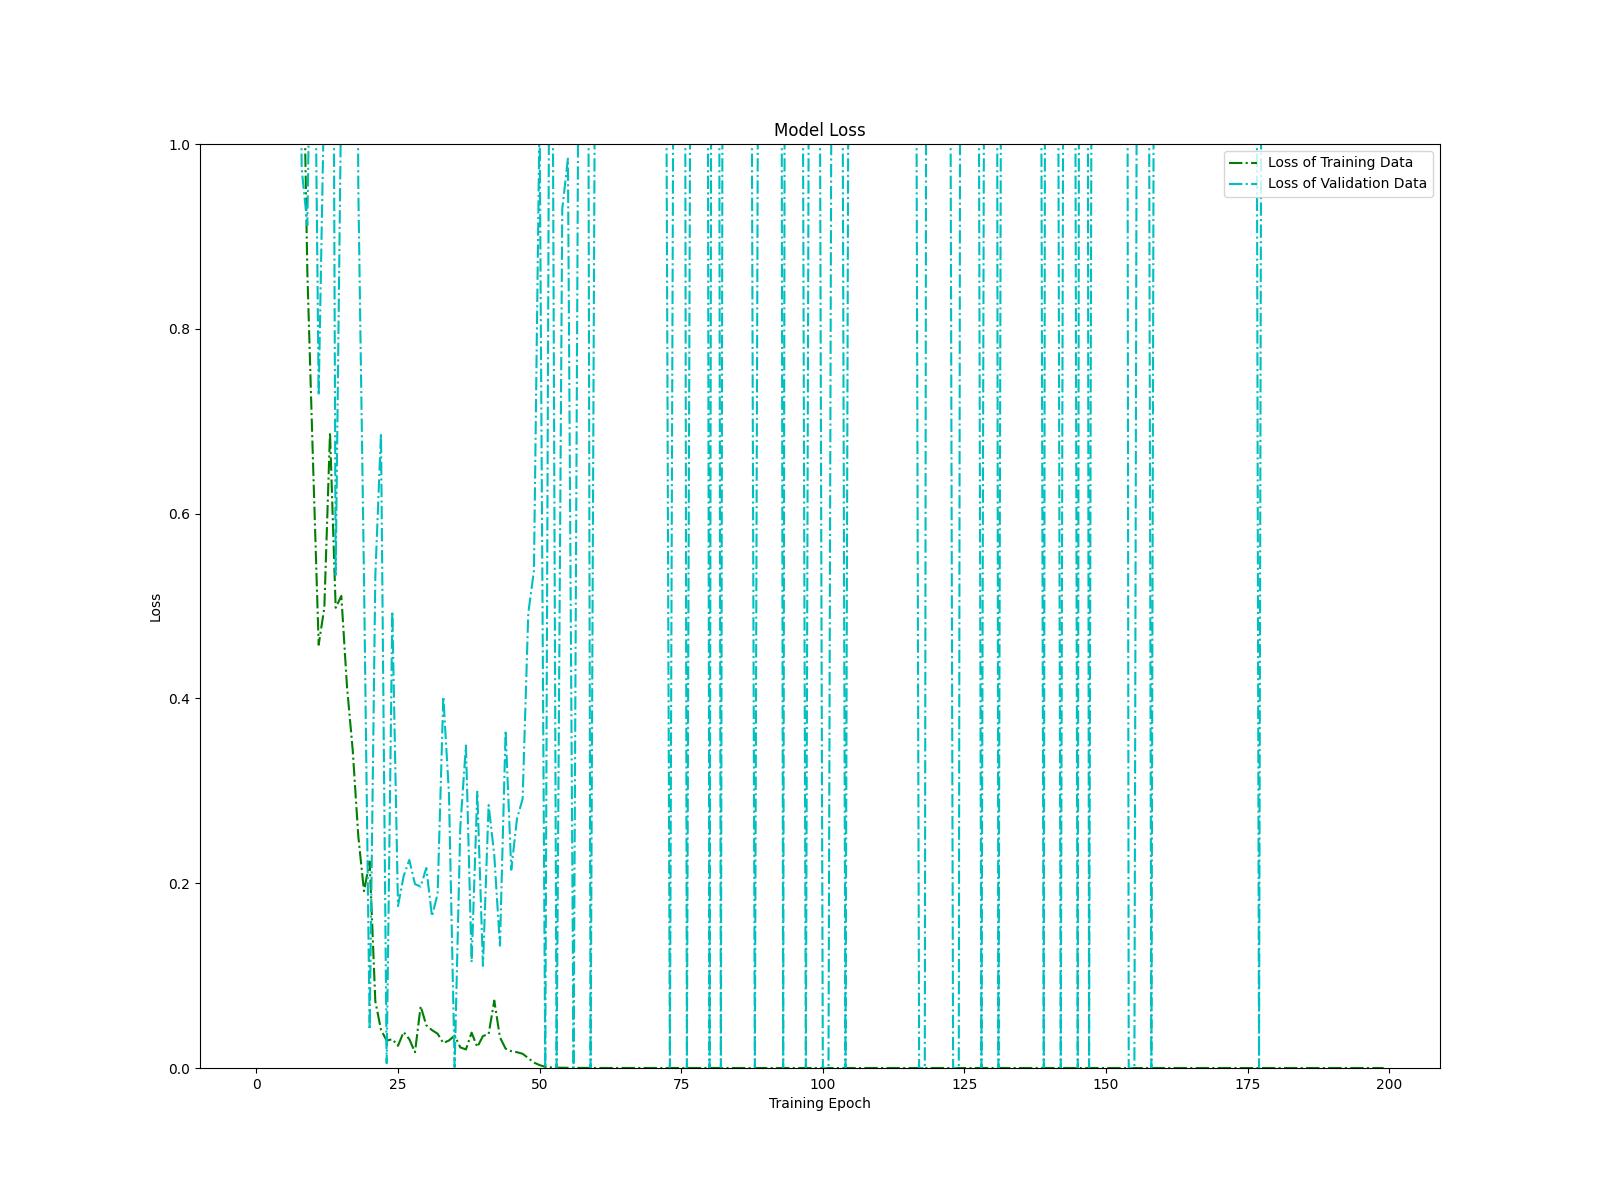 Model Loss
1.0
0.8
0.6
0.4
0.2
0.0
Loss
Loss of Training Data
Loss of Validation Data
0 25 50 75 100 125 150 175 200
Training Epoch